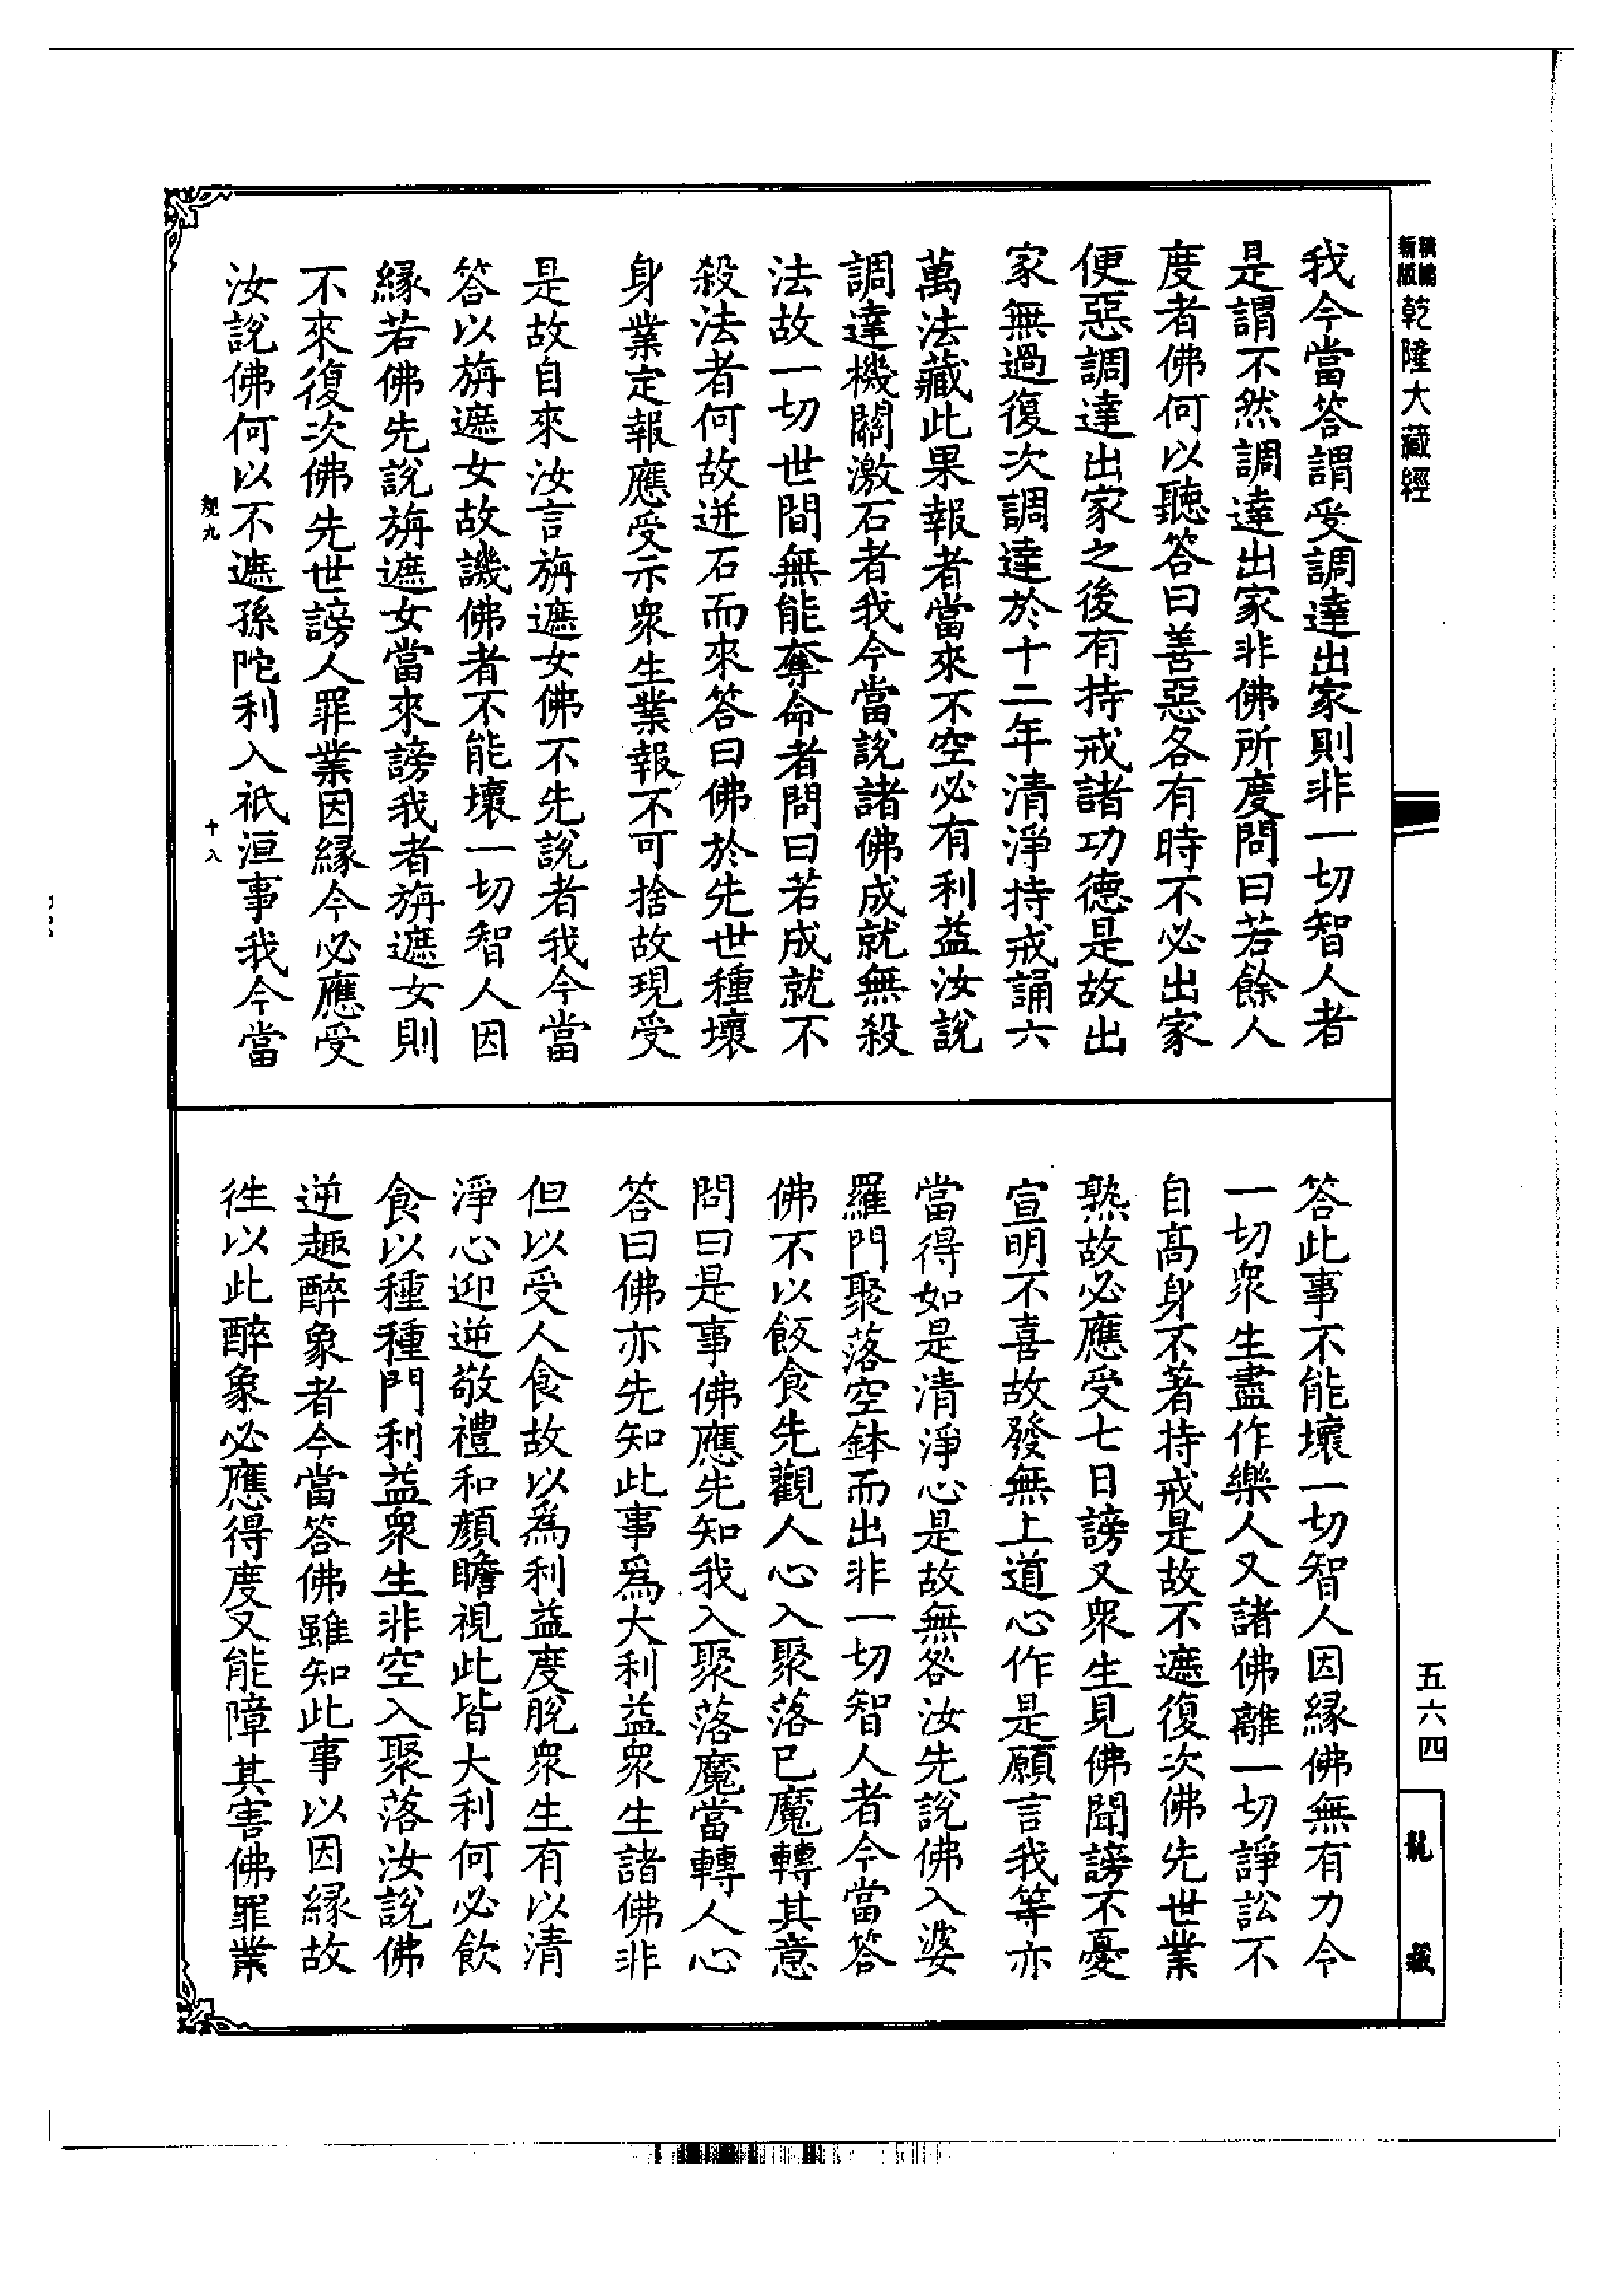 新編
縮版
乾隆大藏經
我今當答謂受調達出家則非一切智人者
是謂不然調達出家非佛所度問曰若餘人
度者佛何以聽答曰善惡各有時不必出家
便惡調達出家之後有持戒諸功德是故出
家無過復次調達於十二年清淨持戒誦六
萬法藏此果報者當來不空必有利益汝說
調達機關激石者我今當說諸佛成就無殺
法故一切世間無能奪命者問曰若成就不
殺法者何故迸石而來答曰佛於先世種壞
身業定報應受示衆生業報不可捨故現受
是故自來汝言旃遮女佛不先說者我今當
答以旃遮女故譏佛者不能壞一切智人因
緣若佛先說旃遮女當來謗我者旃遮女則
不來復次佛先世謗人罪業因緣今必應受
汝說佛何以不遮孫陀利入祇洹事我今當
十八
答此事不能壞一切智人因緣佛無有力令
一切衆生盡作樂人又諸佛離一切諍訟不
自高身不著持戒是故不遮復次佛先世業
熟故必應受七日謗又衆生見佛聞謗不憂
宣明不喜故發無上道心作是願言我等亦
當得如是清淨心是故無咎汝先說佛入婆
羅門聚落空鉢而出非一切智人者今當答
佛不以飯食先觀人心入聚落已魔轉其意
問曰是事佛應先知我入聚落魔當轉人心
答曰佛亦先知此事爲大利益衆生諸佛非
但以受人食故以爲利益度脫衆生有以清
淨心迎逆敬禮和顏瞻視此皆大利何必飲
食以種種門利益衆生非空入聚落汝說佛
逆趣醉象者今當答佛雖知此事以因緣故
徃以此醉象必應得度又能障其害佛罪業
五六四
龍藏